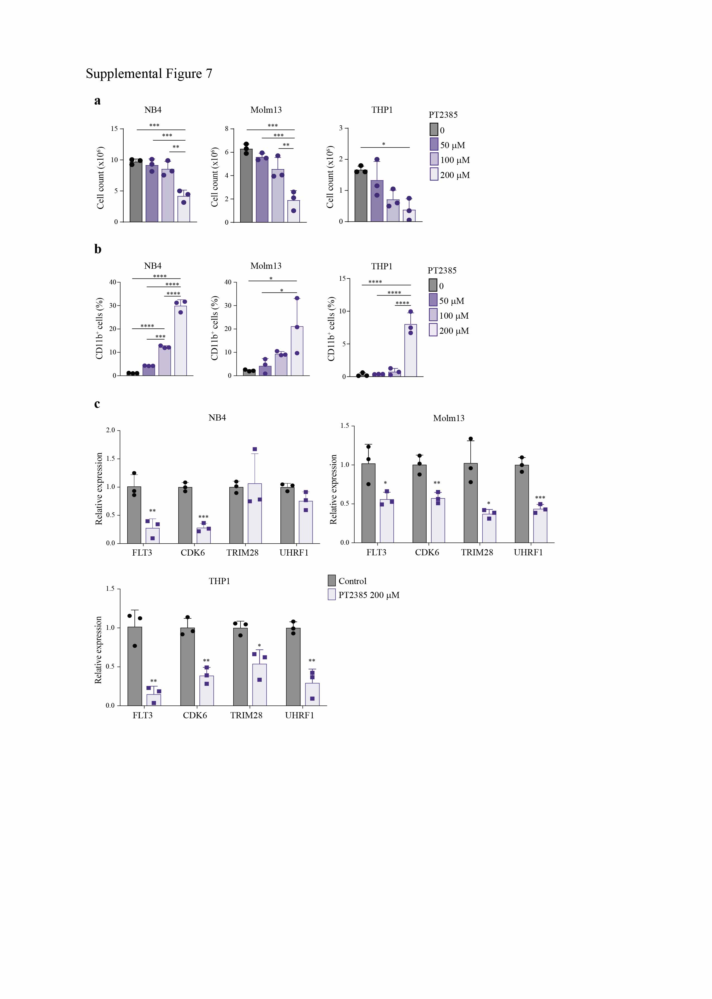 Supplemental Figure 7
a
NB4
Cell count (x10⁶)
15
10
5
0
***
***
**
Molm13
Cell count (x10⁶)
8
6
4
2
0
***
***
**
THP1
Cell count (x10⁶)
3
2
1
0
*
PT2385
0
50 µM
100 µM
200 µM
b
NB4
CD11b⁺ cells (%)
40
30
20
10
0
****
****
****
****
***
Molm13
CD11b⁺ cells (%)
40
30
20
10
0
*
*
THP1
CD11b⁺ cells (%)
15
10
5
0
****
****
****
PT2385
0
50 µM
100 µM
200 µM
c
NB4
Relative expression
2.0
1.5
1.0
0.5
0.0
**
***
FLT3 CDK6 TRIM28 UHRF1
Molm13
Relative expression
1.5
1.0
0.5
0.0
*
**
*
***
FLT3 CDK6 TRIM28 UHRF1
THP1
Relative expression
1.5
1.0
0.5
0.0
**
**
*
**
FLT3 CDK6 TRIM28 UHRF1
Control
PT2385 200 µM